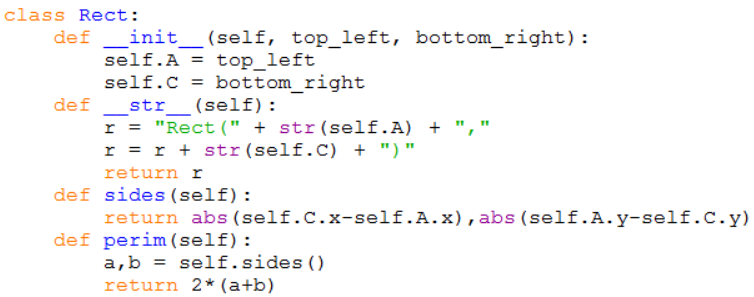 class Rect:
    def __init__(self, top_left, bottom_right):
        self.A = top_left
        self.C = bottom_right
    def __str__(self):
        r = "Rect(" + str(self.A) + ","
        r = r + str(self.C) + ")"
        return r
    def sides(self):
        return abs(self.C.x-self.A.x),abs(self.A.y-self.C.y)
    def perim(self):
        a,b = self.sides()
        return 2*(a+b)